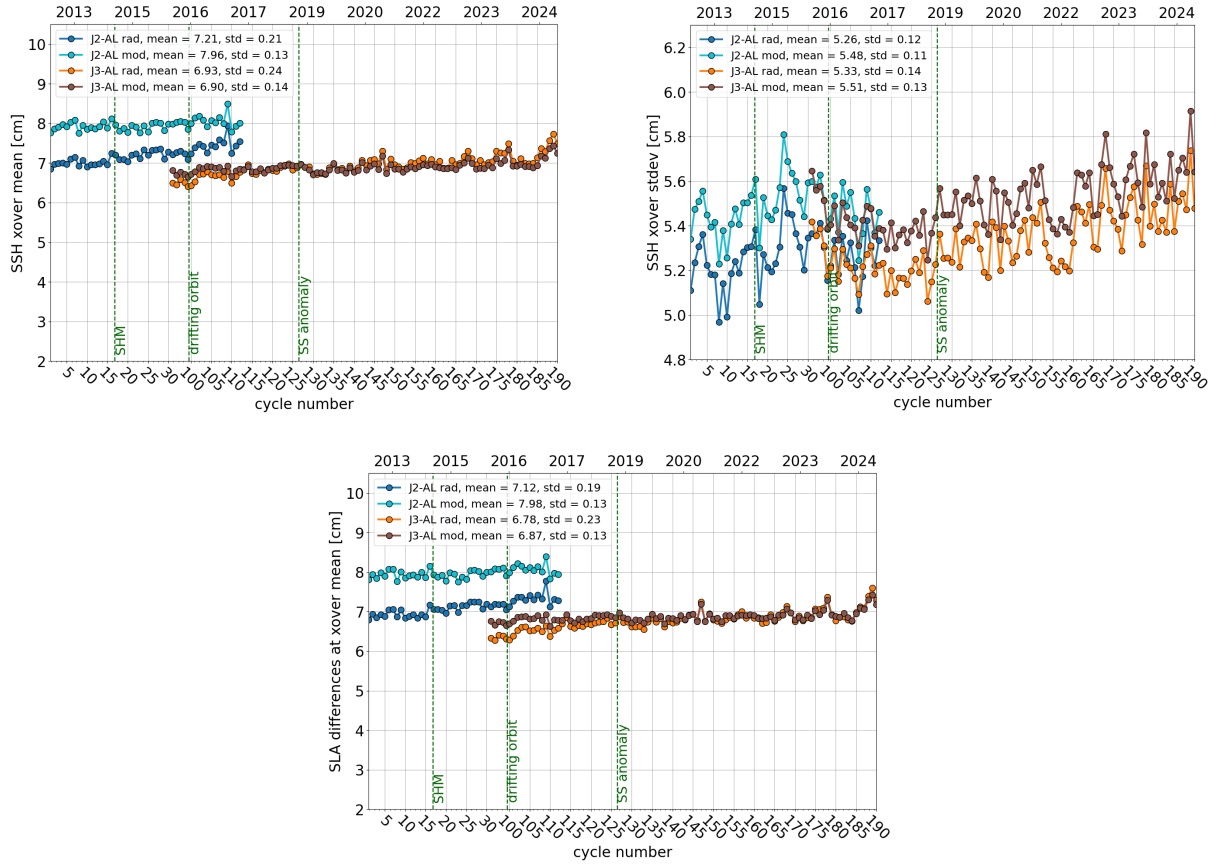 2013 2015 2016 2017 2019 2020 2022 2023 2024
J2-AL rad, mean = 7.21, std = 0.21
J2-AL mod, mean = 7.96, std = 0.13
J3-AL rad, mean = 6.93, std = 0.24
J3-AL mod, mean = 6.90, std = 0.14
SSH xover mean [cm]
10
9
8
7
6
5
4
3
2
SHM
drifting orbit
SS anomaly
5 10 15 20 25 30 100 105 110 115 120 125 130 135 140 145 150 155 160 165 170 175 180 185 190
cycle number
2013 2015 2016 2017 2019 2020 2022 2023 2024
J2-AL rad, mean = 5.26, std = 0.12
J2-AL mod, mean = 5.48, std = 0.11
J3-AL rad, mean = 5.33, std = 0.14
J3-AL mod, mean = 5.51, std = 0.13
SSH xover stdev [cm]
6.2
6.0
5.8
5.6
5.4
5.2
5.0
4.8
SHM
drifting orbit
SS anomaly
5 10 15 20 25 30 100 105 110 115 120 125 130 135 140 145 150 155 160 165 170 175 180 185 190
cycle number
2013 2015 2016 2017 2019 2020 2022 2023 2024
J2-AL rad, mean = 7.12, std = 0.19
J2-AL mod, mean = 7.98, std = 0.13
J3-AL rad, mean = 6.78, std = 0.23
J3-AL mod, mean = 6.87, std = 0.13
SLA differences at xover mean [cm]
10
9
8
7
6
5
4
3
2
SHM
drifting orbit
SS anomaly
5 10 15 20 25 30 100 105 115 120 125 130 135 140 145 150 155 160 165 170 175 180 185 190
cycle number